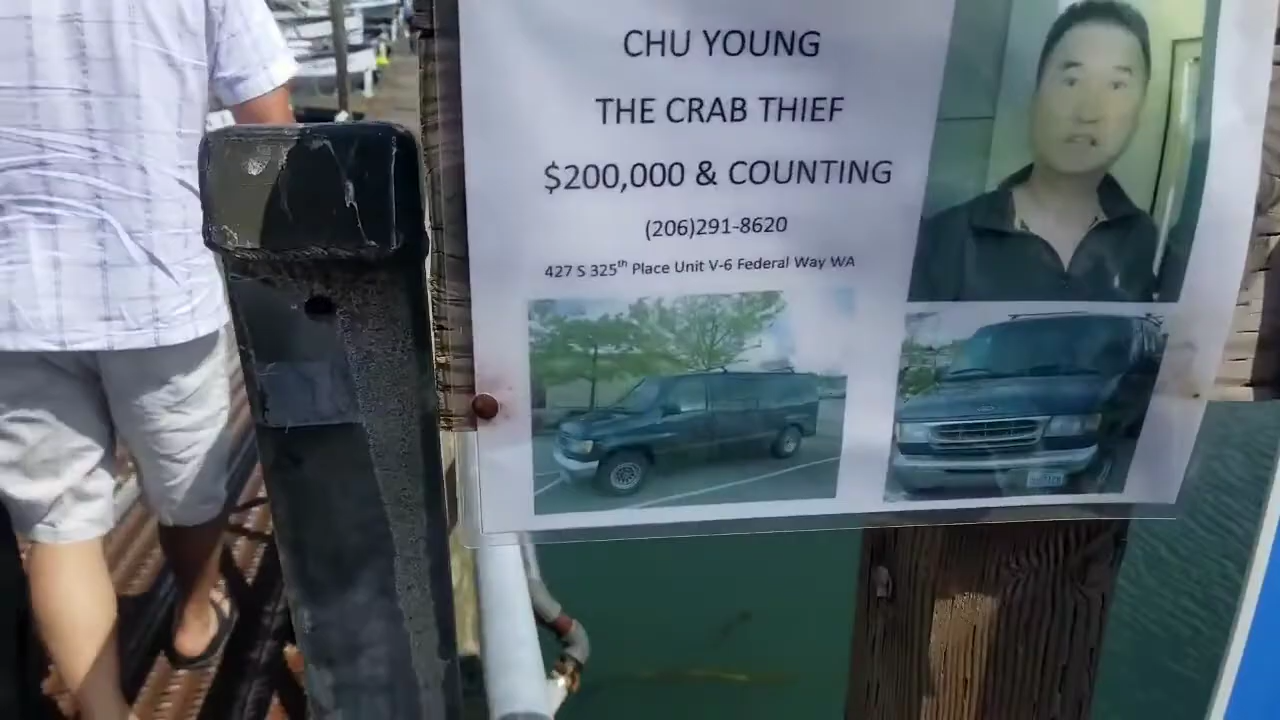 CHU YOUNG
THE CRAB THIEF
$200,000 & COUNTING
(206)291-8620
427 S 325th Place Unit V-6 Federal Way WA